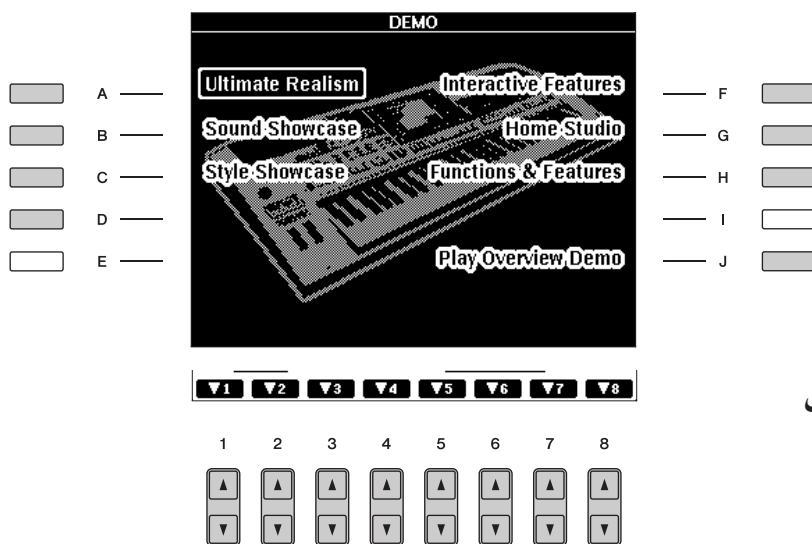 DEMO
A Ultimate Realism Interactive Features F
B Sound Showcase Home Studio G
C Style Showcase Functions & Features H
D I
E Play Overview Demo J
▼1 ▼2 ▼3 ▼4 ▼5 ▼6 ▼7 ▼8
1 2 3 4 5 6 7 8